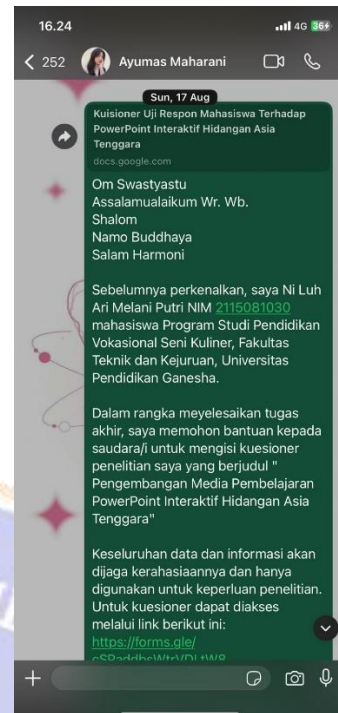 16.24
4G 36
252 Ayumas Maharani
Sun, 17 Aug
Kuisioner Uji Respon Mahasiswa Terhadap
PowerPoint Interaktif Hidangan Asia
Tenggara
docs.google.com
Om Swastyastu
Assalamualaikum Wr. Wb.
Shalom
Namo Buddhaya
Salam Harmoni
Sebelumnya perkenalkan, saya Ni Luh
Ari Melani Putri NIM 2115081030
mahasiswa Program Studi Pendidikan
Vokasional Seni Kuliner, Fakultas
Teknik dan Kejuruan, Universitas
Pendidikan Ganesha.
Dalam rangka meyelesaikan tugas
akhir, saya memohon bantuan kepada
saudara/i untuk mengisi kuesioner
penelitian saya yang berjudul "
Pengembangan Media Pembelajaran
PowerPoint Interaktif Hidangan Asia
Tenggara"
Keseluruhan data dan informasi akan
dijaga kerahasiaannya dan hanya
digunakan untuk keperluan penelitian.
Untuk kuesioner dapat diakses
melalui link berikut ini:
https://forms.gle/